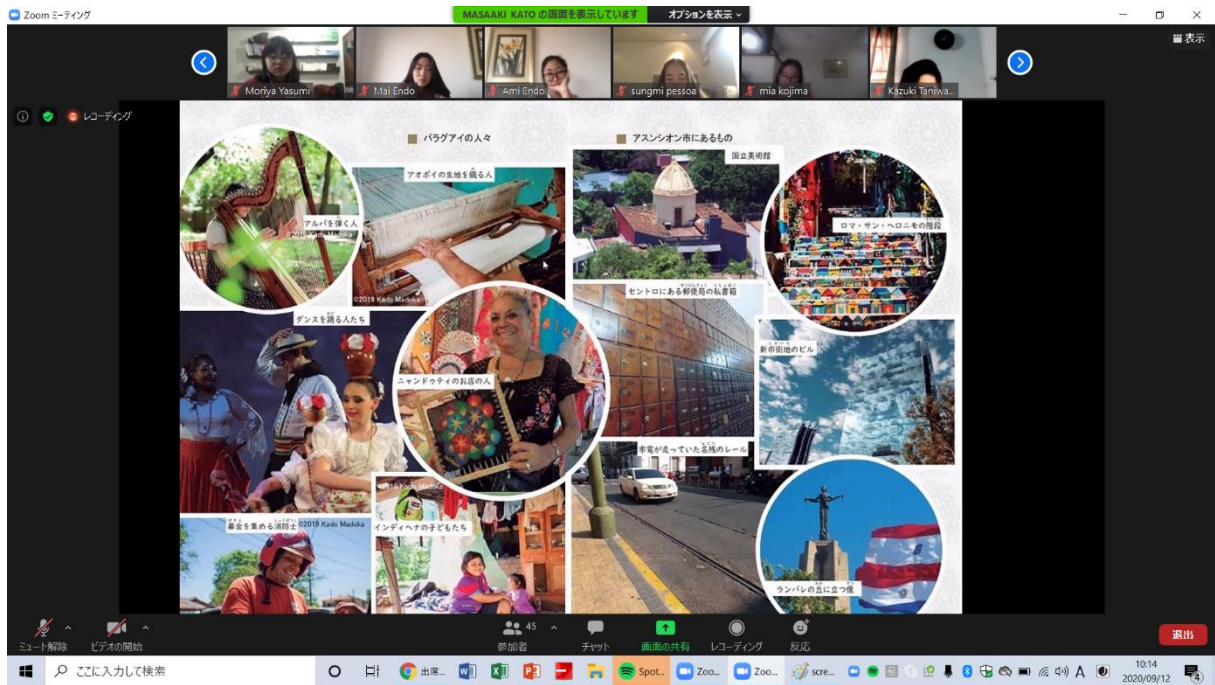 Zoom ミーティング
MASAAKI KATO の画面を表示しています
オプションを表示
表示
Moriya Yasumi
Mai Endo
Ami Endo
sungmi pessoa
mia kojima
Kazuki Taniwa...
レコーディング
パラグアイの人々
アルパを弾く人
アオポイの生地を織る人
©2019 Kado Madoka
ダンスを踊る人たち
ニャンドゥティのお店の人
募金を集める消防士
©2019 Kado Madoka
インディヘナの子どもたち
アスンシオン市にあるもの
国立美術館
ロマ・サン・ヘロニモの階段
セントロにある郵便局の私書箱
新市街地のビル
市電が走っていた名残のレール
ランバレの丘に立つ像
ミュート解除
ビデオの開始
45
参加者
チャット
画面の共有
レコーディング
反応
退出
ここに入力して検索
出席...
Spot...
Zoo...
Zoo...
scre...
A
10:14
2020/09/12
4